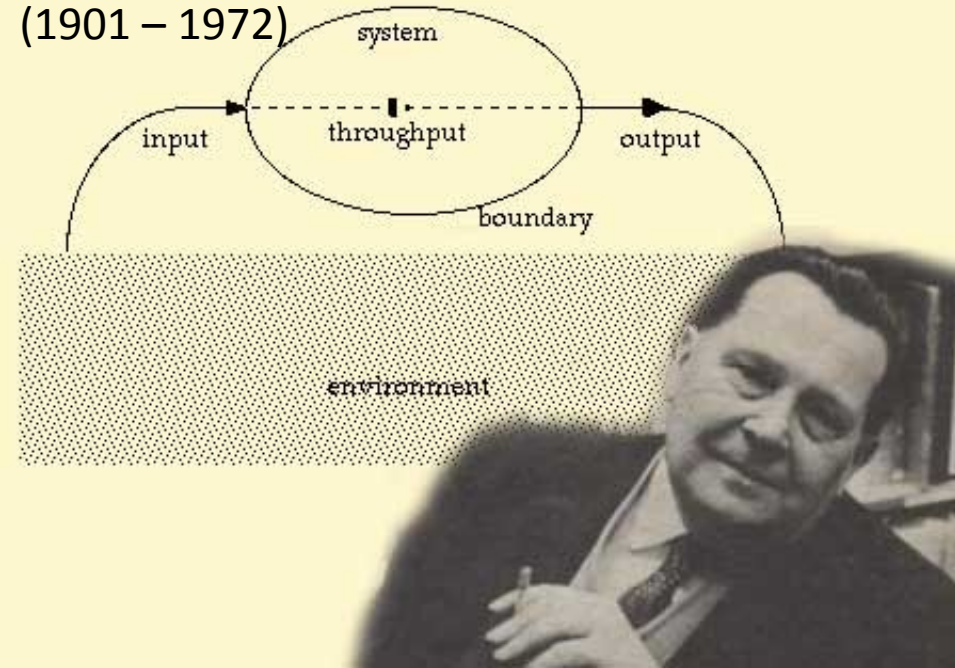 (1901 – 1972)
system
input
throughput
output
boundary
environment